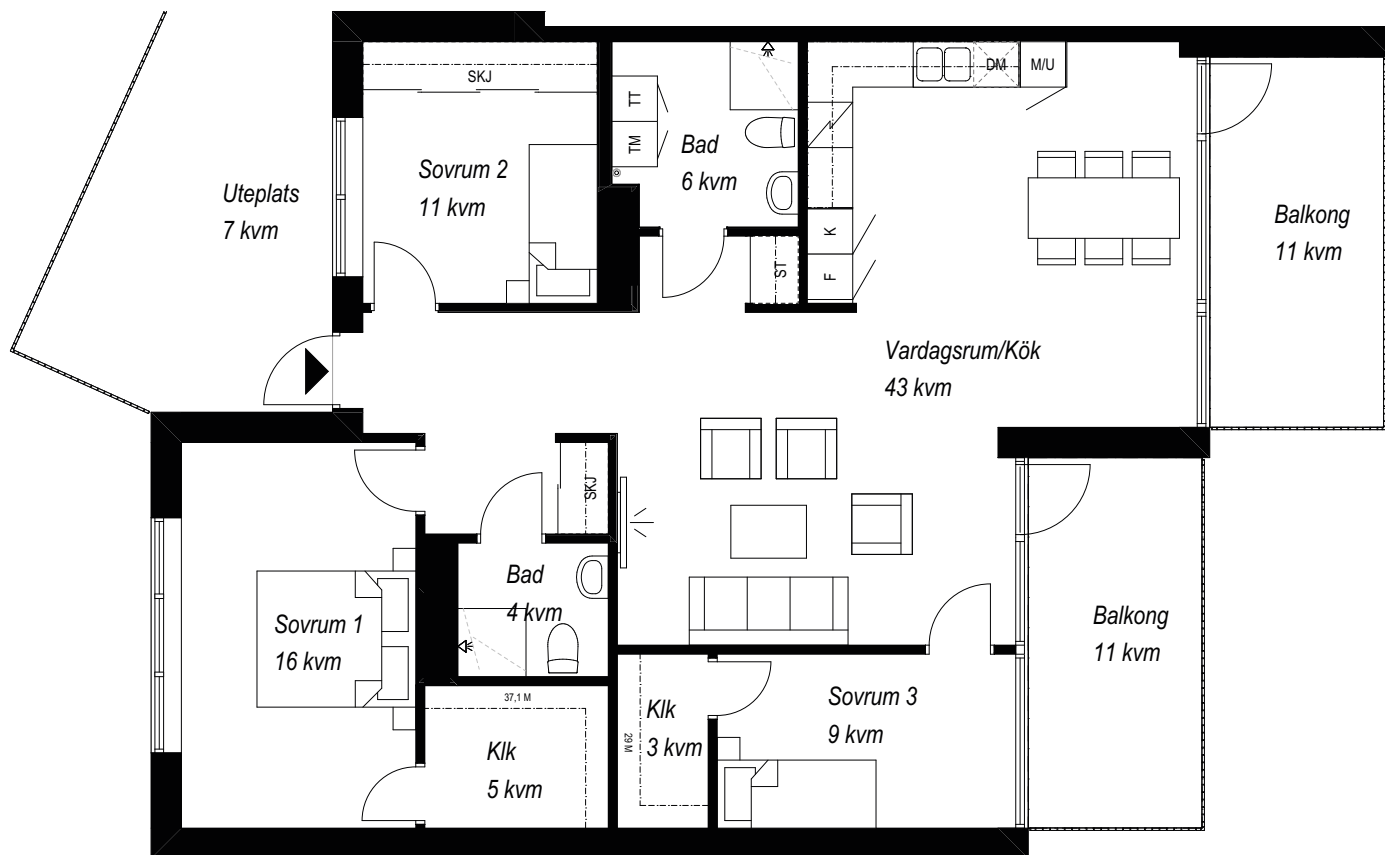 SKJ
DM
M/U
TT
TM
Bad
6 kvm
Sovrum 2
11 kvm
Uteplats
7 kvm
K
F
ST
Balkong
11 kvm
Vardagsrum/Kök
43 kvm
SKJ
Bad
4 kvm
Sovrum 1
16 kvm
Balkong
11 kvm
37,1 M
Klk
5 kvm
29 M
Klk
3 kvm
Sovrum 3
9 kvm